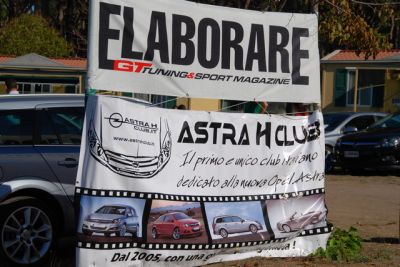 ELABORARE
GT TUNING & SPORT MAGAZINE
ASTRA H
CLUB.IT
ASTRA H CLUB
Il primo e unico club Italiano
dedicato alla nuova Opel Astra
Dal 2005, con una